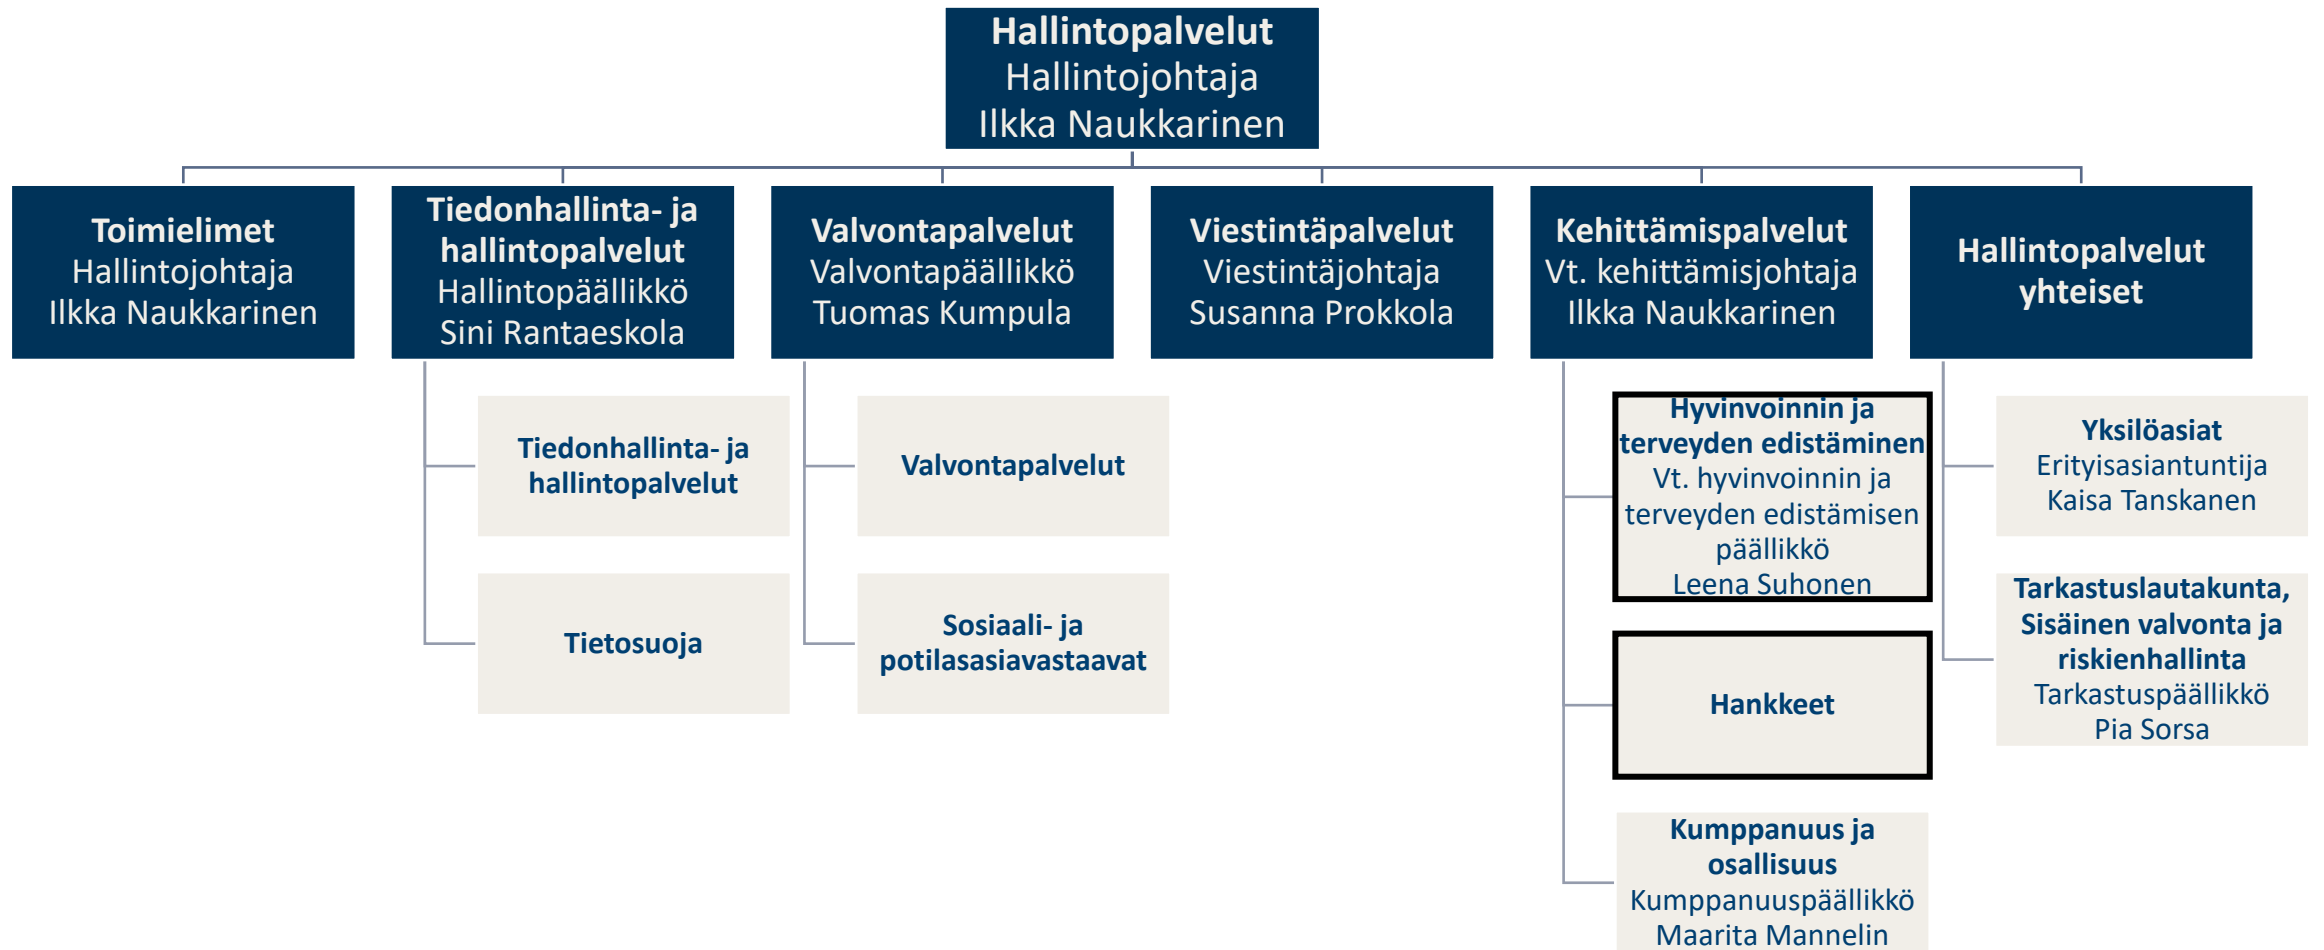 Hallintopalvelut
Hallintojohtaja
Ilkka Naukkarinen
Toimielimet
Hallintojohtaja
Ilkka Naukkarinen
Tiedonhallinta- ja
hallintopalvelut
Hallintopäällikkö
Sini Rantaeskola
Valvontapalvelut
Valvontapäällikkö
Tuomas Kumpula
Viestintäpalvelut
Viestintäjohtaja
Susanna Prokkola
Kehittämispalvelut
Vt. kehittämisjohtaja
Ilkka Naukkarinen
Hallintopalvelut
yhteiset
Tiedonhallinta- ja
hallintopalvelut
Tietosuoja
Valvontapalvelut
Sosiaali- ja
potilasasiavastaavat
Hyvinvoinnin ja
terveyden edistäminen
Vt. hyvinvoinnin ja
terveyden edistämisen
päällikkö
Leena Suhonen
Hankkeet
Kumppanuus ja
osallisuus
Kumppanuuspäällikkö
Maarita Mannelin
Yksilöasiat
Erityisasiantuntija
Kaisa Tanskanen
Tarkastuslautakunta,
Sisäinen valvonta ja
riskienhallinta
Tarkastuspäällikkö
Pia Sorsa